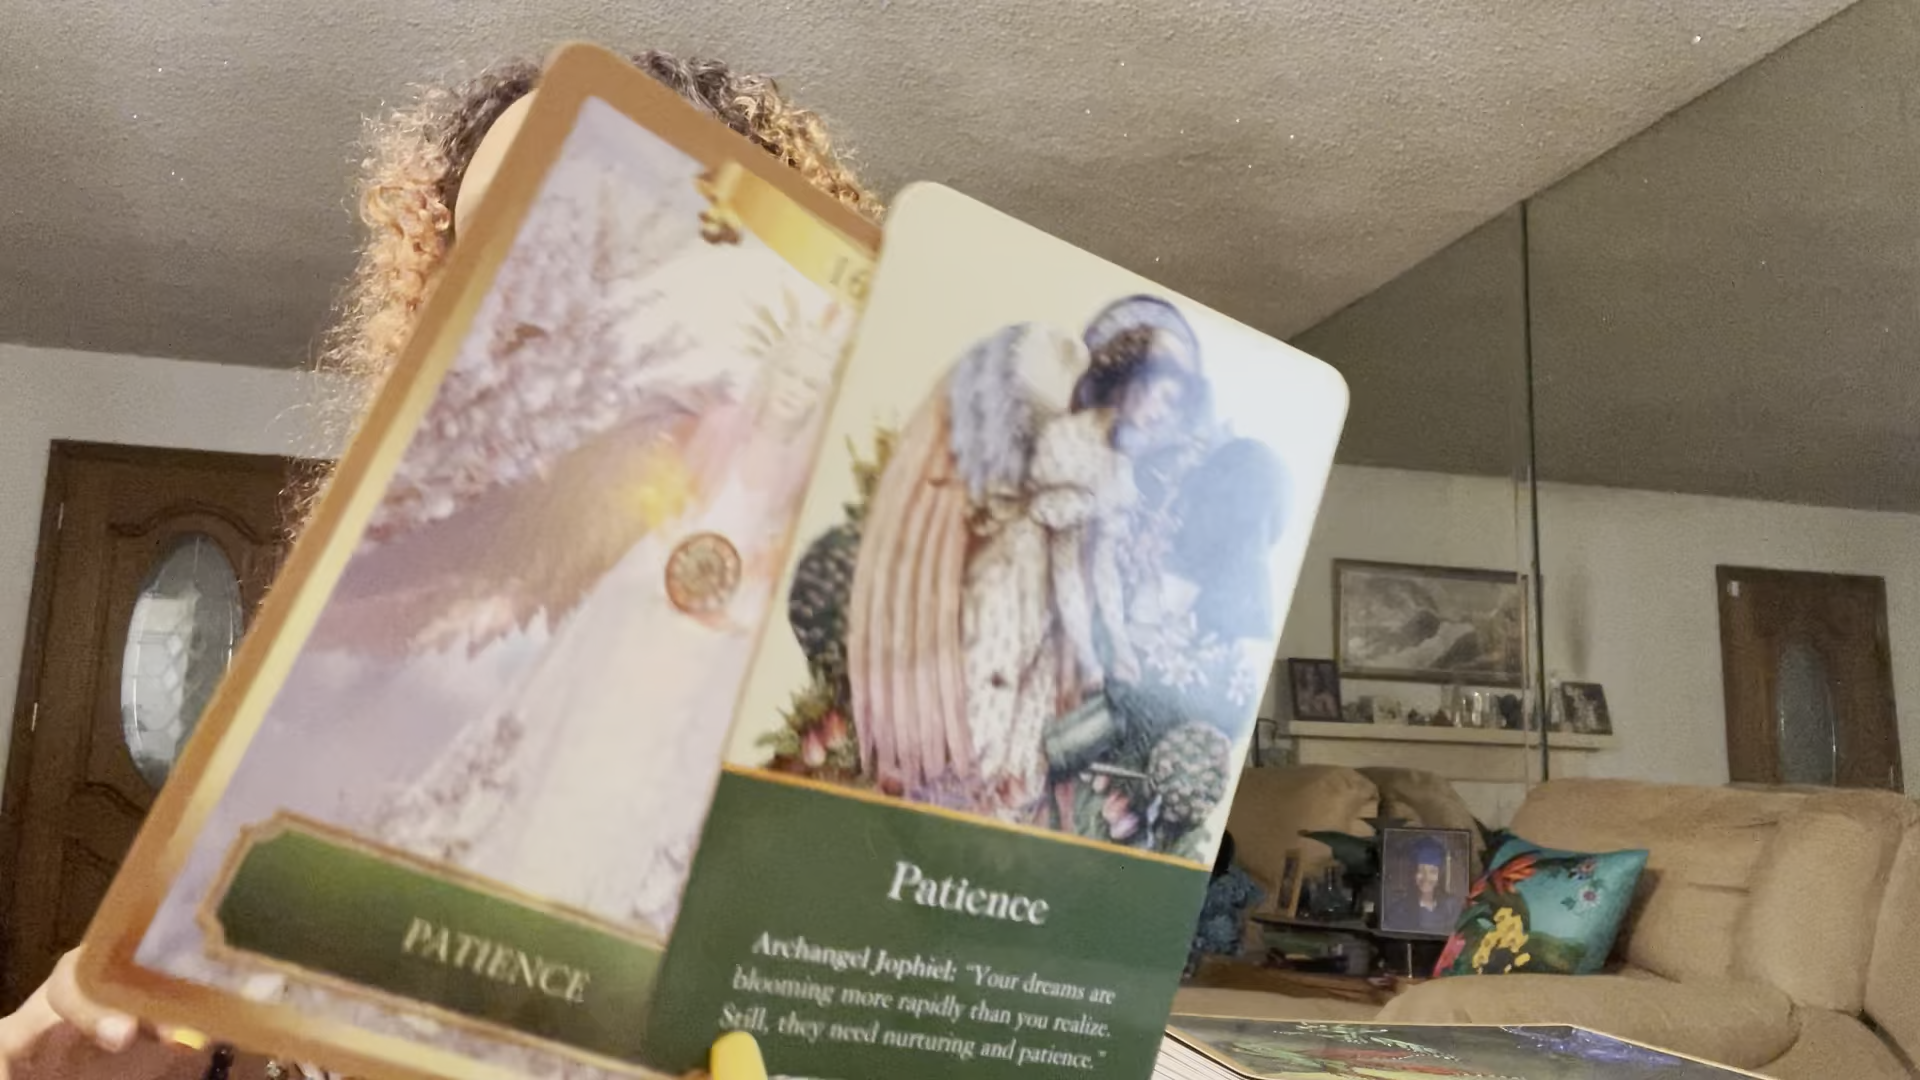 16
PATIENCE
Patience
Archangel Jophiel: "Your dreams are
blooming more rapidly than you realize.
Still, they need nurturing and patience."